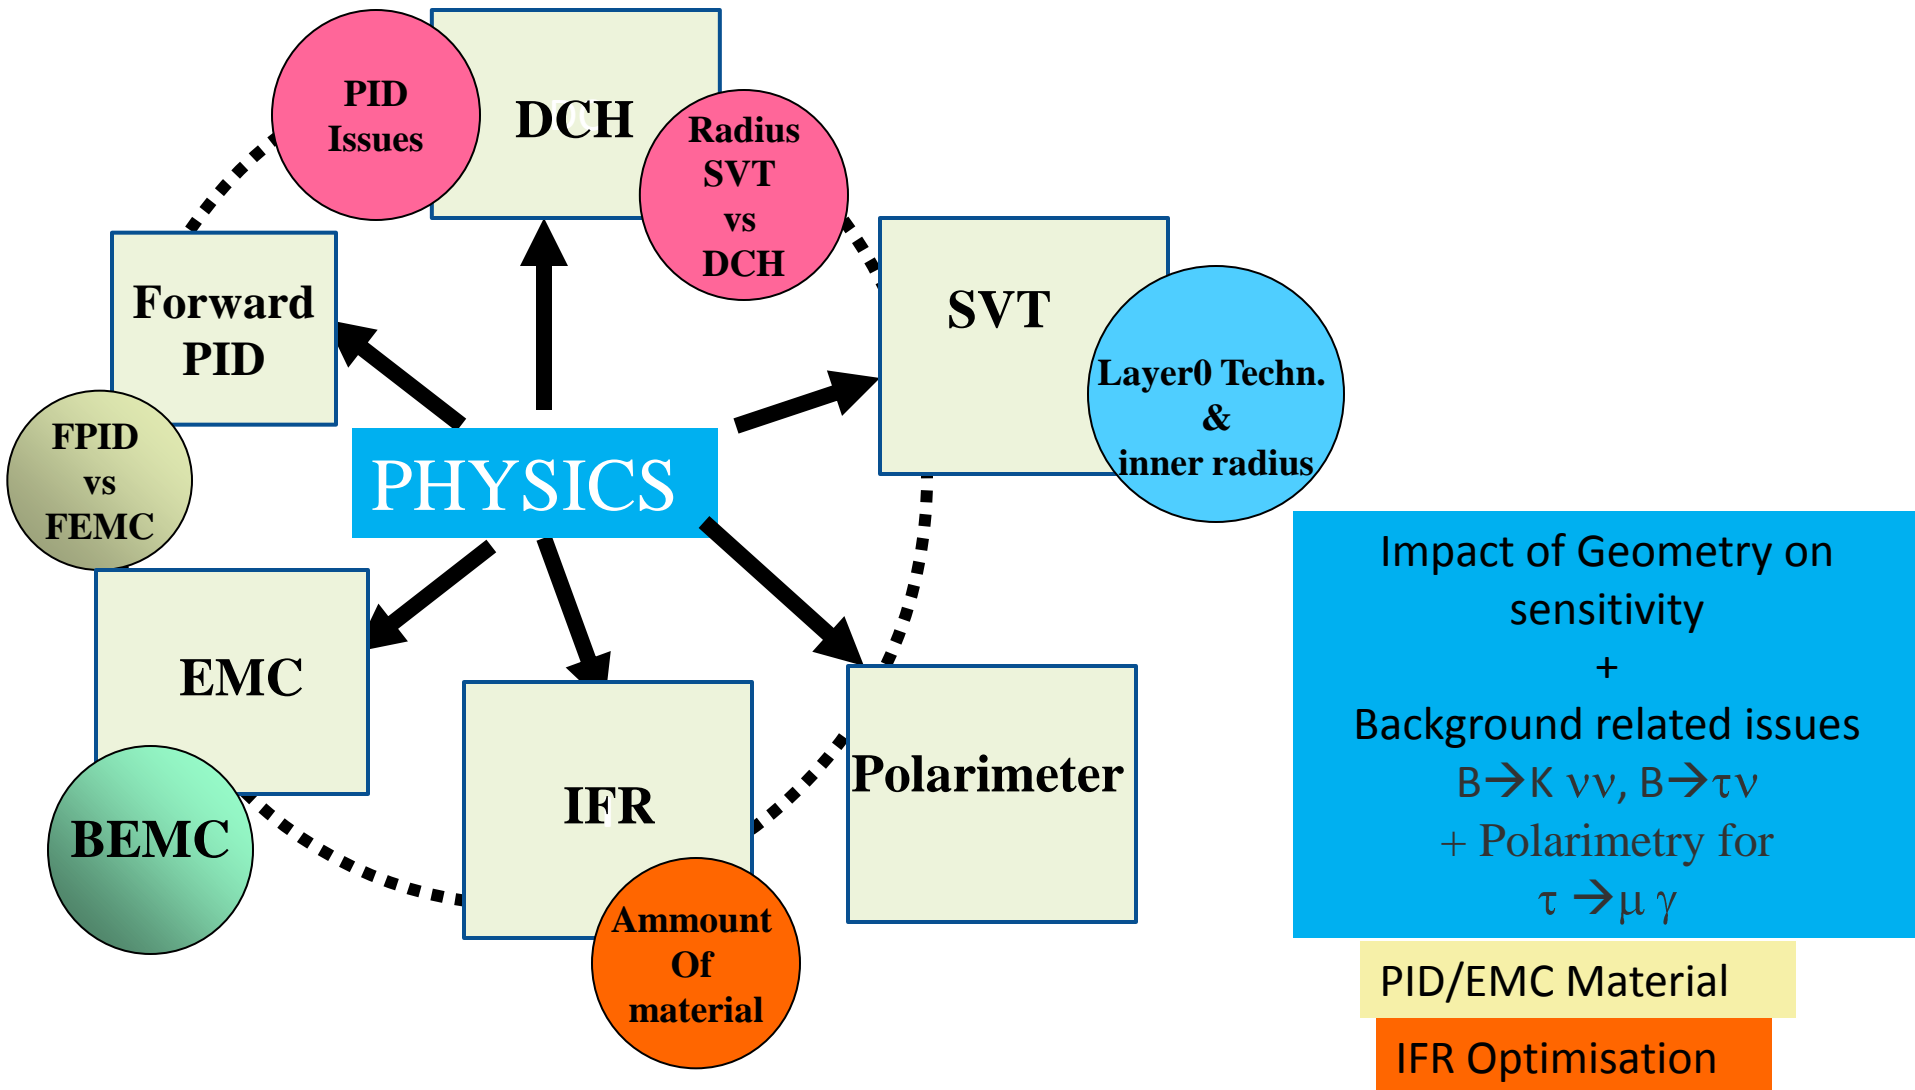 PID
Issues
DCH
Radius
SVT
vs
DCH
Forward
PID
SVT
Layer0 Techn.
&
inner radius
FPID
vs
FEMC
PHYSICS
EMC
BEMC
IFR
Ammount
Of
material
Polarimeter
Impact of Geometry on
sensitivity
+
Background related issues
B→K νν, B→τν
+ Polarimetry for
τ →μ γ
PID/EMC Material
IFR Optimisation